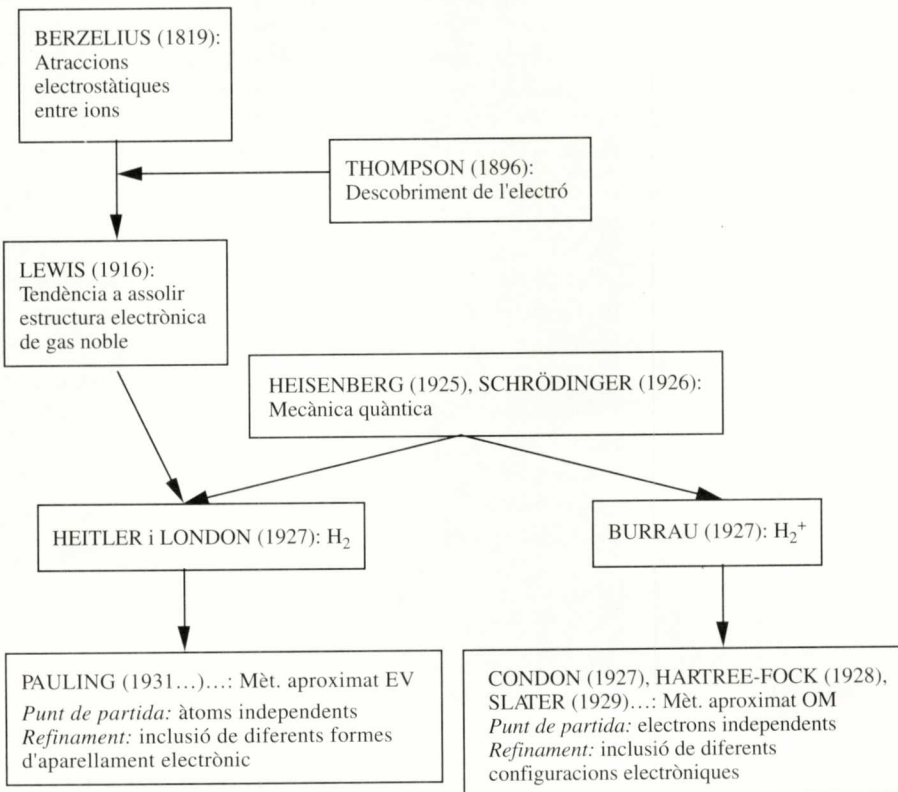 BERZELIUS (1819):
Atraccions
electrostàtiques
entre ions
THOMPSON (1896):
Descobriment de l'electró
LEWIS (1916):
Tendència a assolir
estructura electrònica
de gas noble
HEISENBERG (1925), SCHRÖDINGER (1926):
Mecànica quàntica
HEITLER i LONDON (1927): H₂
BURRAU (1927): H₂⁺
PAULING (1931...)...: Mèt. aproximat EV
Punt de partida: àtoms independents
Refinament: inclusió de diferents formes
d'aparellament electrònic
CONDON (1927), HARTREE-FOCK (1928),
SLATER (1929)...: Mèt. aproximat OM
Punt de partida: electrons independents
Refinament: inclusió de diferents
configuracions electròniques